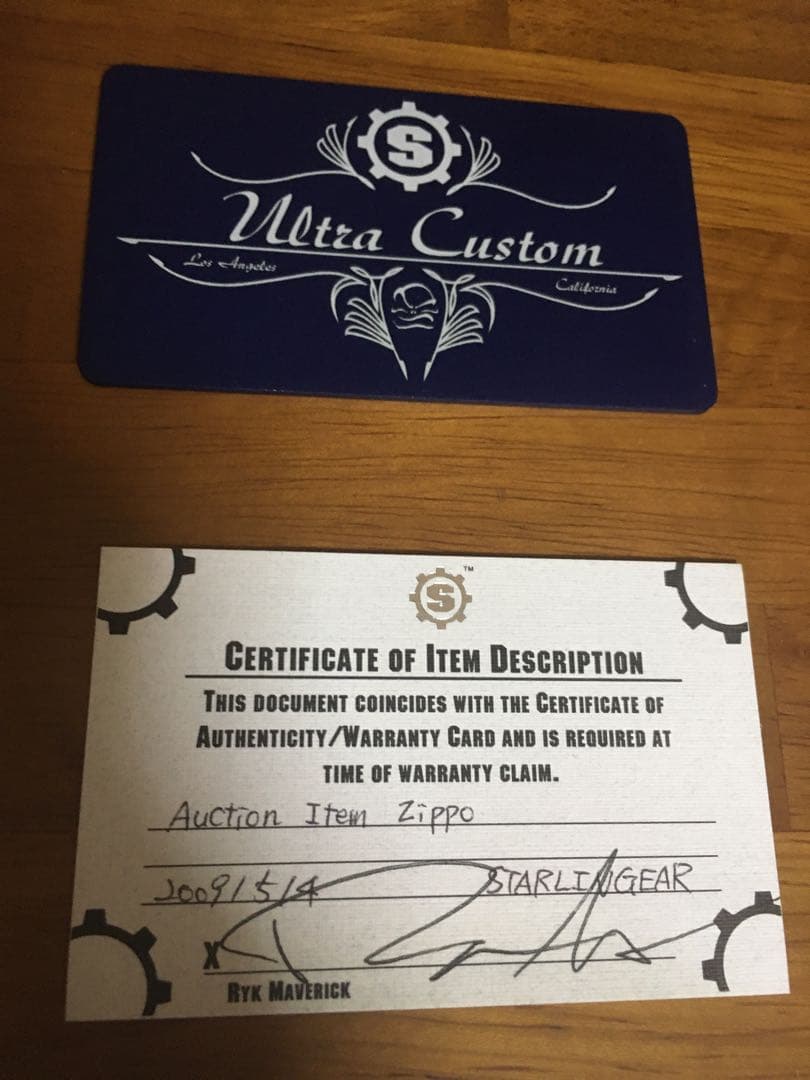 S
Ultra Custom
Los Angeles
California
S ™
CERTIFICATE OF ITEM DESCRIPTION
THIS DOCUMENT COINCIDES WITH THE CERTIFICATE OF
AUTHENTICITY/WARRANTY CARD AND IS REQUIRED AT
TIME OF WARRANTY CLAIM.
Auction Item Zippo
2009/5/4 STARLINGEAR
X
RYK MAVERICK